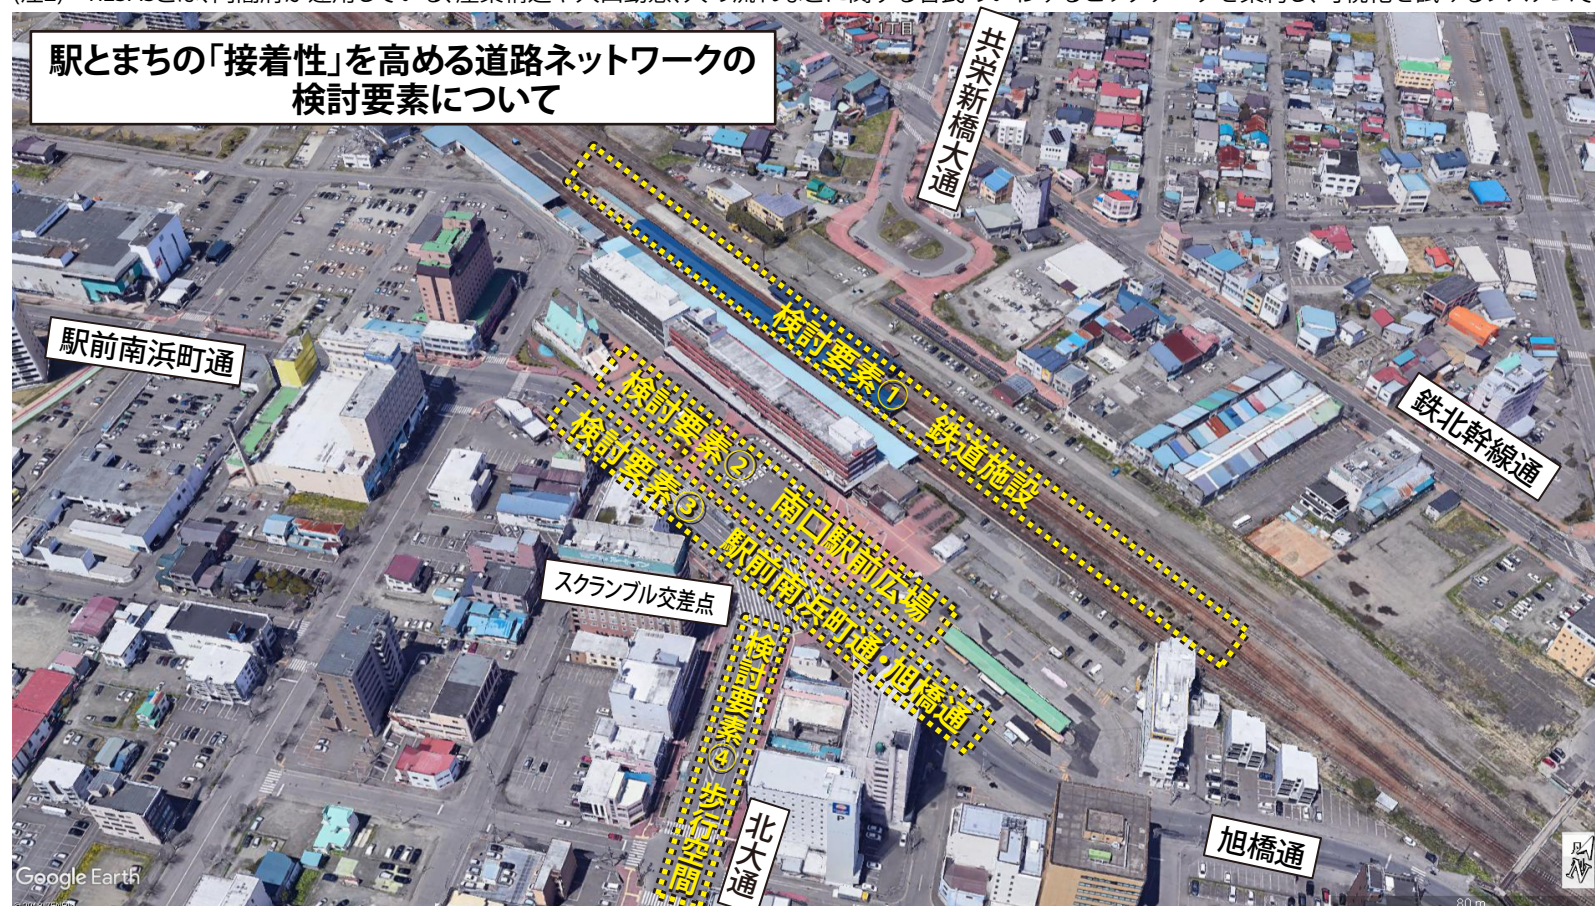 駅とまちの「接着性」を高める道路ネットワークの
検討要素について
1丁目
共栄新橋大通
駅前南浜町通
検討要素① 鉄道施設
鉄北幹線通
検討要素② 南口駅前広場
検討要素③ 駅前南浜町通・旭橋通
スクランブル交差点
検討要素④ 歩行空間
北大通
旭橋通
Google Earth
80 m